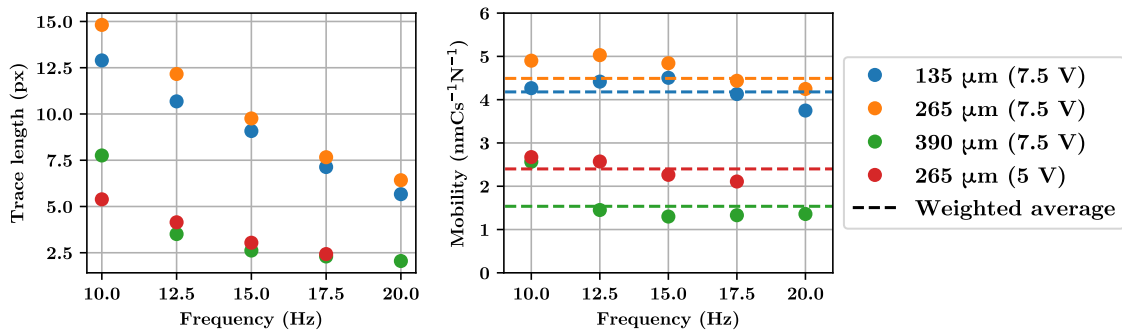 Trace length (px)
15.0
12.5
10.0
7.5
5.0
2.5
10.0 12.5 15.0 17.5 20.0
Frequency (Hz)
Mobility (nmCs⁻¹N⁻¹)
6
5
4
3
2
1
0
10.0 12.5 15.0 17.5 20.0
Frequency (Hz)
135 μm (7.5 V)
265 μm (7.5 V)
390 μm (7.5 V)
265 μm (5 V)
Weighted average